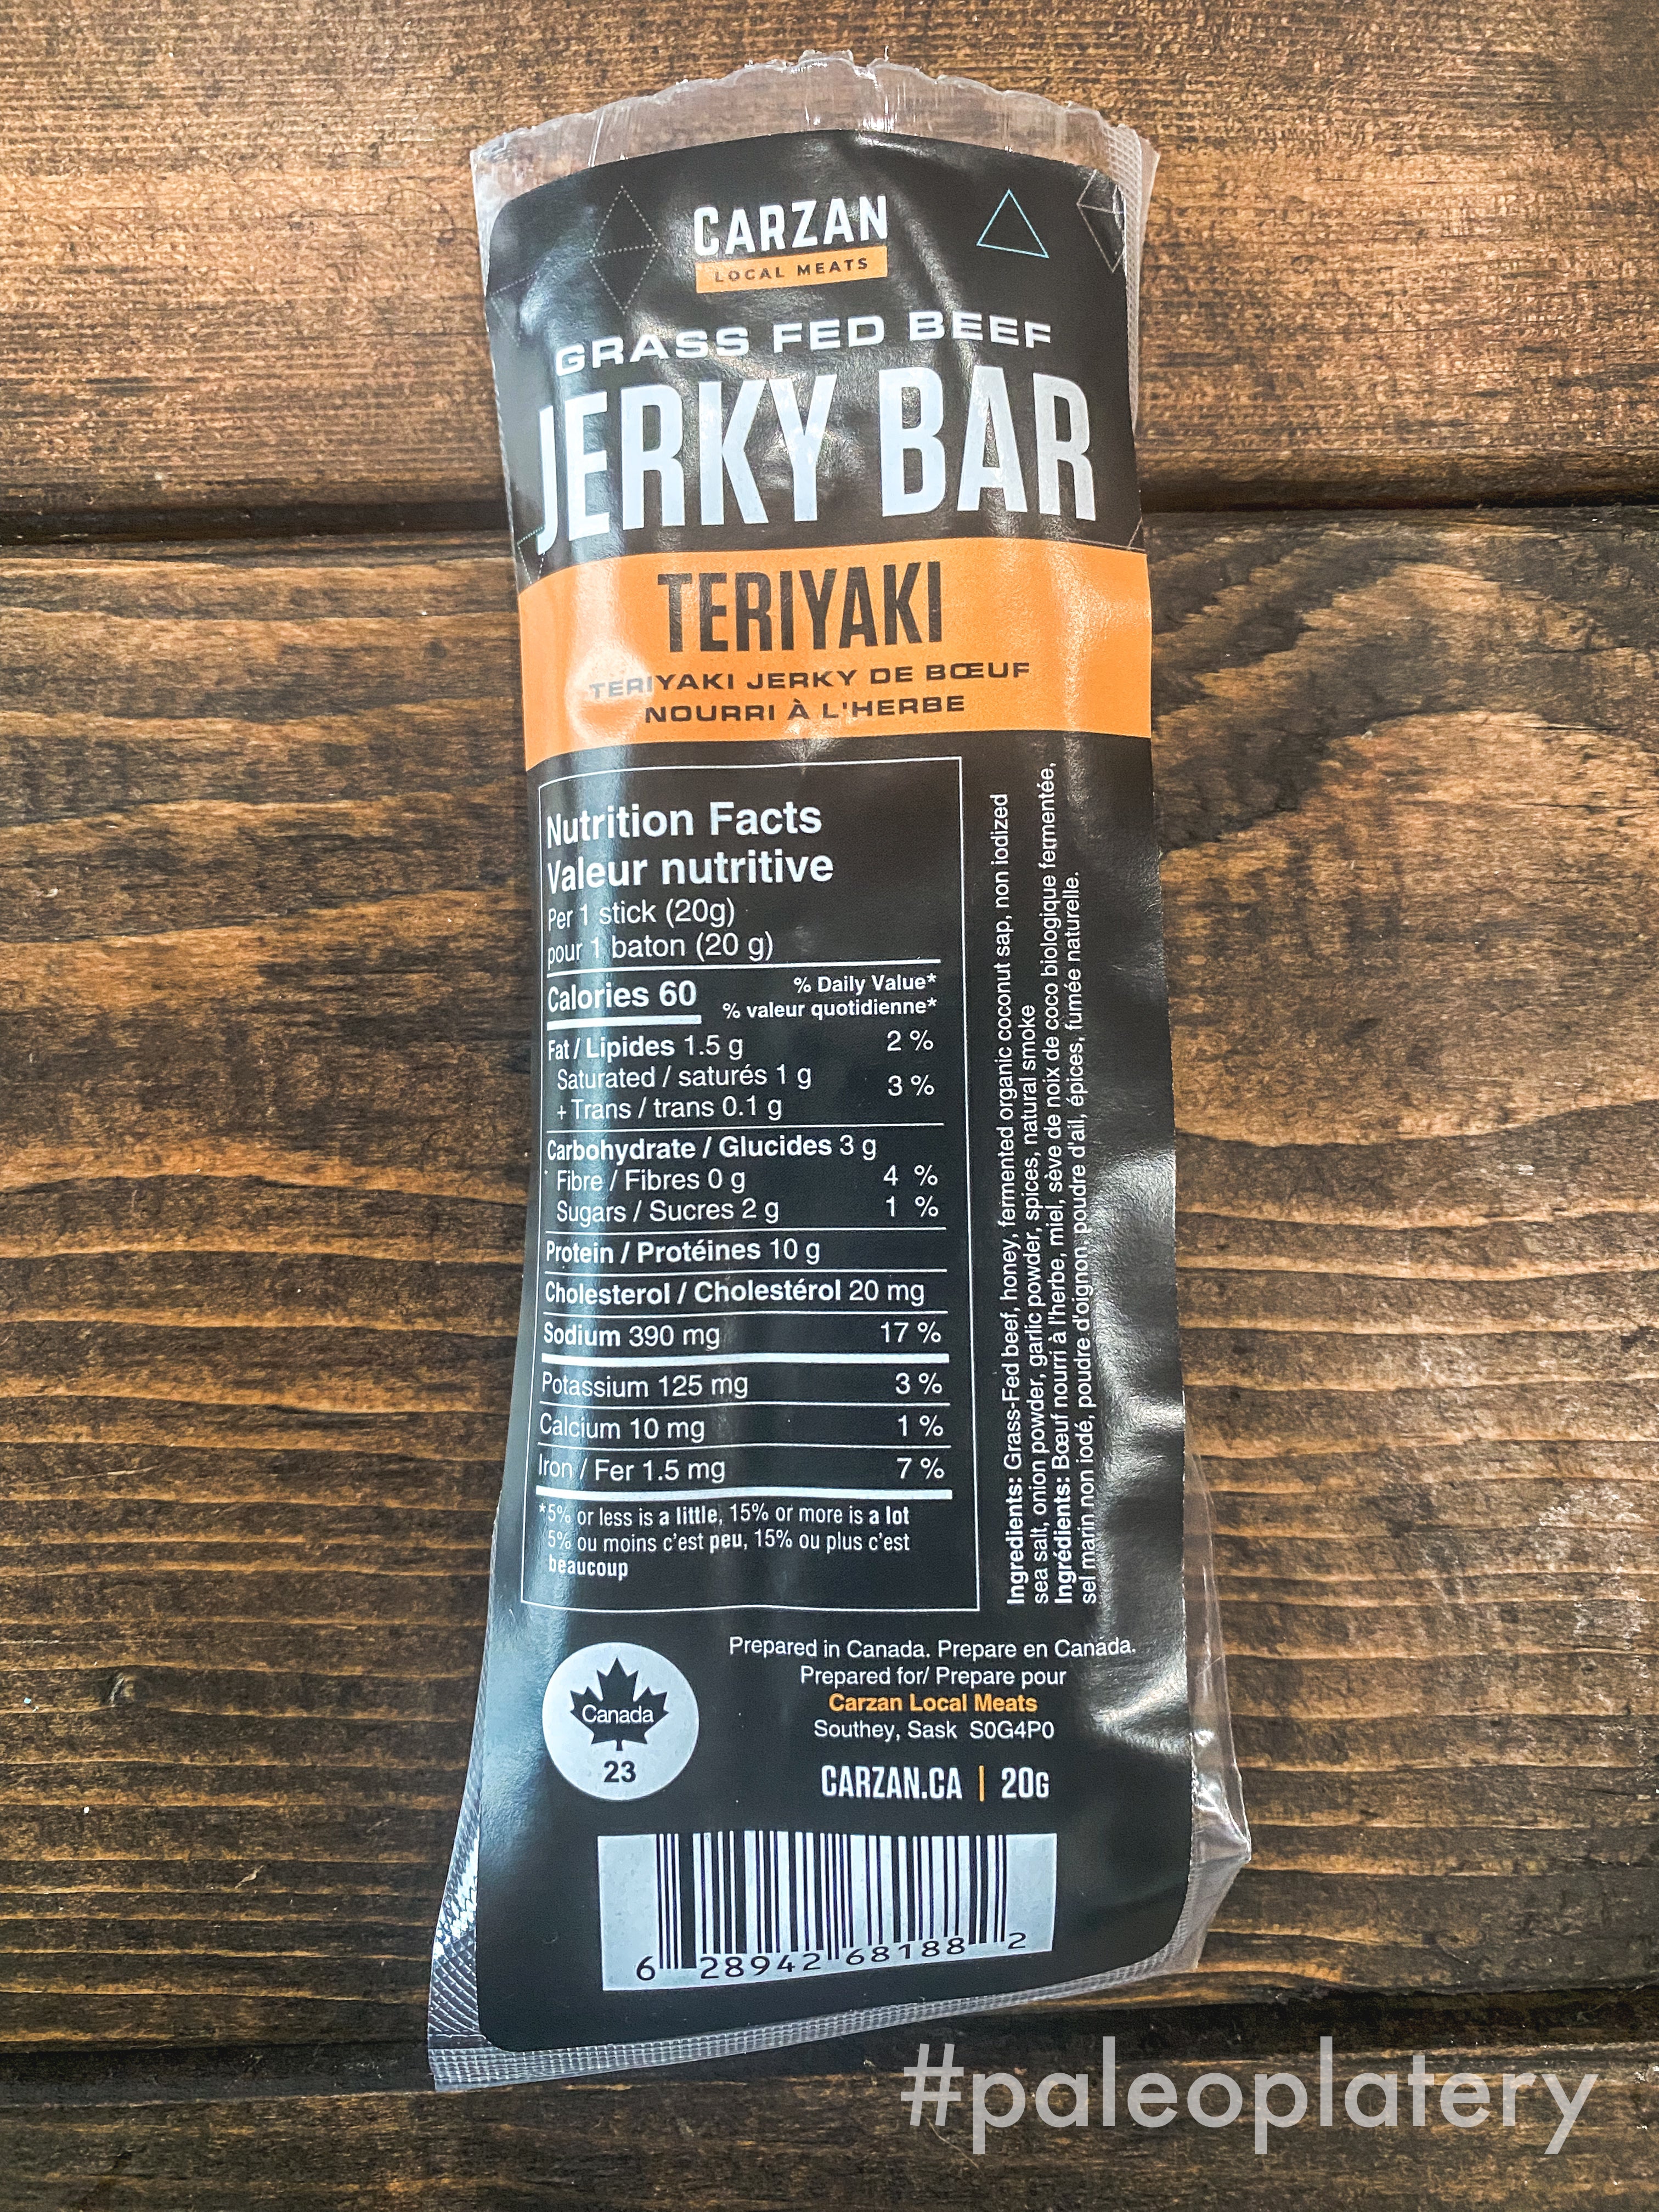 CARZAN
LOCAL MEATS
GRASS FED BEEF
JERKY BAR
TERIYAKI
TERIYAKI JERKY DE BŒUF
NOURRI À L'HERBE
Nutrition Facts
Valeur nutritive
Per 1 stick (20g)
pour 1 baton (20 g)
Calories 60
% Daily Value*
% valeur quotidienne*
Fat / Lipides 1.5 g 2 %
Saturated / saturés 1 g
+ Trans / trans 0.1 g 3 %
Carbohydrate / Glucides 3 g
Fibre / Fibres 0 g 4 %
Sugars / Sucres 2 g 1 %
Protein / Protéines 10 g
Cholesterol / Cholestérol 20 mg
Sodium 390 mg 17 %
Potassium 125 mg 3 %
Calcium 10 mg 1 %
Iron / Fer 1.5 mg 7 %
*5% or less is a little, 15% or more is a lot
5% ou moins c'est peu, 15% ou plus c'est
beaucoup
Ingredients: Grass-Fed beef, honey, fermented organic coconut sap, non iodized
sea salt, onion powder, garlic powder, spices, natural smoke
Ingrédients: Bœuf nourri à l'herbe, miel, sève de noix de coco biologique fermentée,
sel marin non iodé, poudre d'oignon, poudre d'ail, épices, fumée naturelle.
Prepared in Canada. Prepare en Canáda.
Prepared for/ Prepare pour
Carzan Local Meats
Southey, Sask S0G4P0
CARZAN.CA | 20G
Canada
23
6 28942 68188 2
#paleoplatery